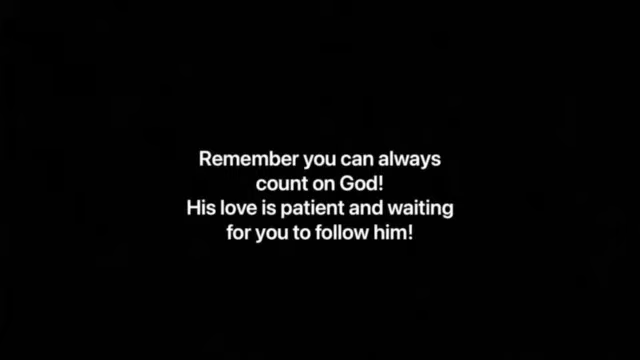 Remember you can always
count on God!
His love is patient and waiting
for you to follow him!